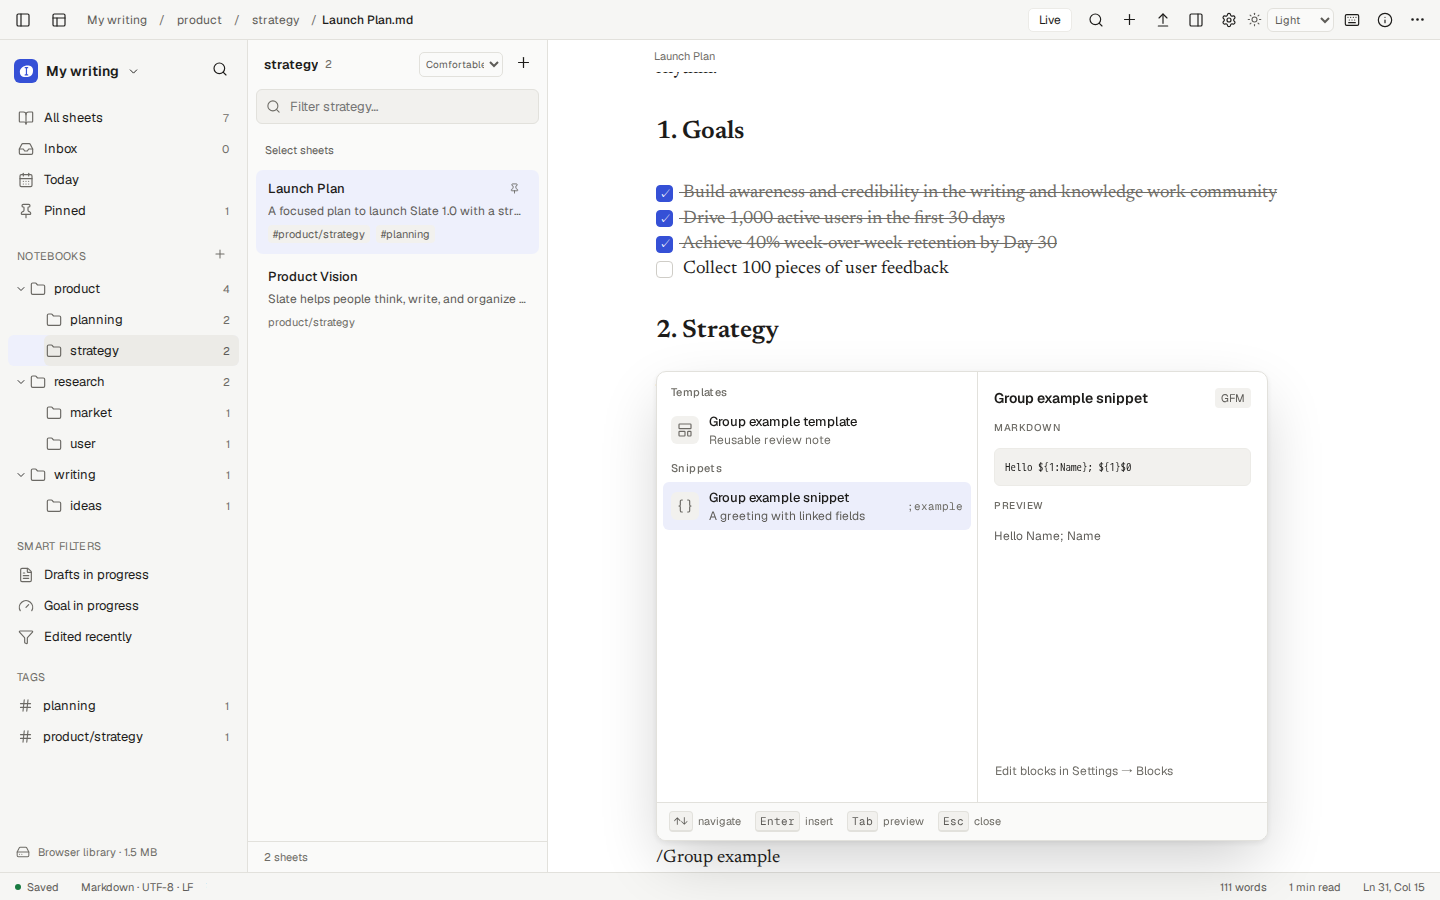 My writing / product / strategy / Launch Plan.md
Live
Light
My writing
All sheets 7
Inbox 0
Today
Pinned 1
NOTEBOOKS
product 4
planning 2
strategy 2
research 2
market 1
user 1
writing 1
ideas 1
SMART FILTERS
Drafts in progress
Goal in progress
Edited recently
TAGS
# planning 1
# product/strategy 1
Browser library · 1.5 MB
strategy 2
Comfortable
Filter strategy...
Select sheets
Launch Plan
A focused plan to launch Slate 1.0 with a str...
#product/strategy #planning
Product Vision
Slate helps people think, write, and organize ...
product/strategy
2 sheets
Launch Plan
1. Goals
Build awareness and credibility in the writing and knowledge work community
Drive 1,000 active users in the first 30 days
Achieve 40% week-over-week retention by Day 30
Collect 100 pieces of user feedback
2. Strategy
Templates
Group example template
Reusable review note
Snippets
Group example snippet
A greeting with linked fields
;example
Group example snippet GFM
MARKDOWN
Hello ${1:Name}; ${1}$0
PREVIEW
Hello Name; Name
Edit blocks in Settings → Blocks
↑↓ navigate Enter insert Tab preview Esc close
/Group example
Saved Markdown · UTF-8 · LF
111 words 1 min read Ln 31, Col 15